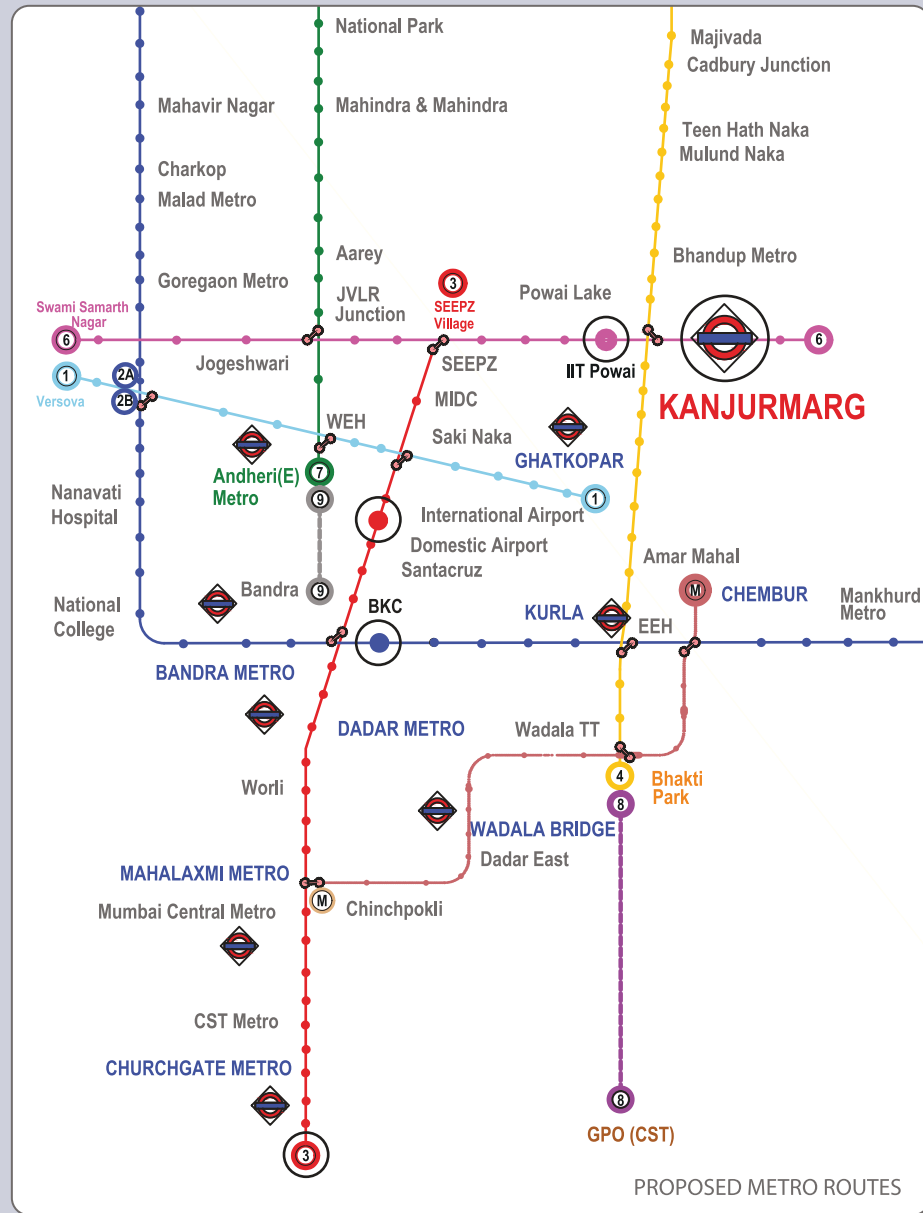 National Park
Majivada
Cadbury Junction
Mahavir Nagar
Mahindra & Mahindra
Teen Hath Naka
Mulund Naka
Charkop
Malad Metro
Aarey
Bhandup Metro
Goregaon Metro
3
JVLR
Junction
SEEPZ
Village
Powai Lake
Swami Samarth
Nagar
6
6
Jogeshwari
SEEPZ
IIT Powai
1
Versova
2A
2B
MIDC
KANJURMARG
WEH
Saki Naka
GHATKOPAR
Andheri(E)
Metro
7
9
1
Nanavati
Hospital
International Airport
Domestic Airport
Santacruz
Amar Mahal
Bandra
9
M
CHEMBUR
Mankhurd
Metro
National
College
BKC
KURLA
EEH
BANDRA METRO
DADAR METRO
Wadala TT
4
Bhakti
Park
Worli
8
WADALA BRIDGE
Dadar East
MAHALAXMI METRO
M
Chinchpokli
Mumbai Central Metro
CST Metro
CHURCHGATE METRO
8
GPO (CST)
3
PROPOSED METRO ROUTES